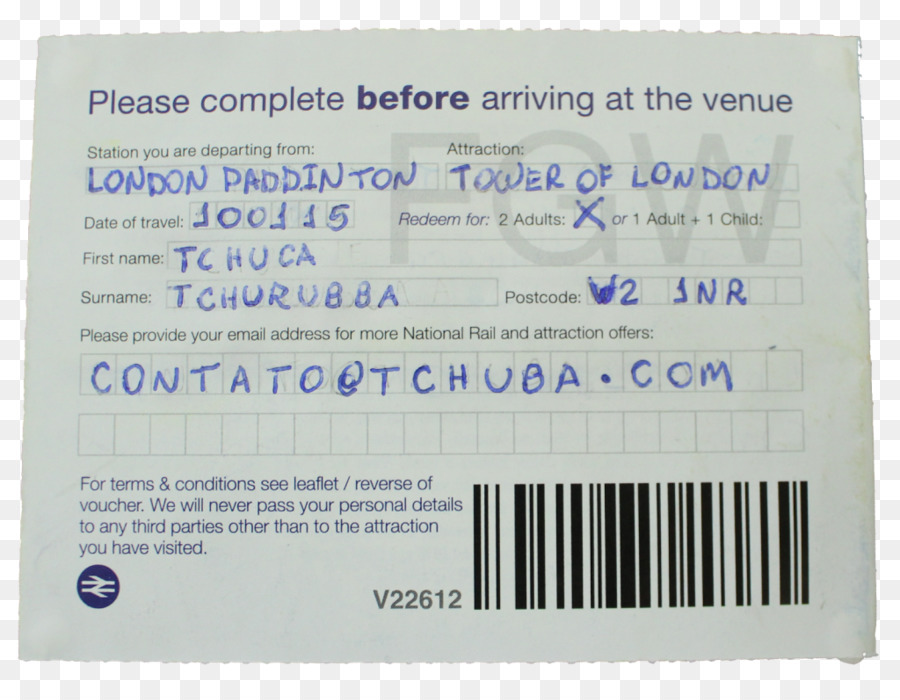 Please complete before arriving at the venue
FGW
Station you are departing from: Attraction:
LONDON PADDINTON TOWER OF LONDON
Date of travel: 100115 Redeem for: 2 Adults: X or 1 Adult + 1 Child:
First name: TCHUCA
Surname: TCHURUBBA Postcode: W2 1NR
Please provide your email address for more National Rail and attraction offers:
CONTATO@TCHUBA.COM
For terms & conditions see leaflet / reverse of
voucher. We will never pass your personal details
to any third parties other than to the attraction
you have visited.
V22612